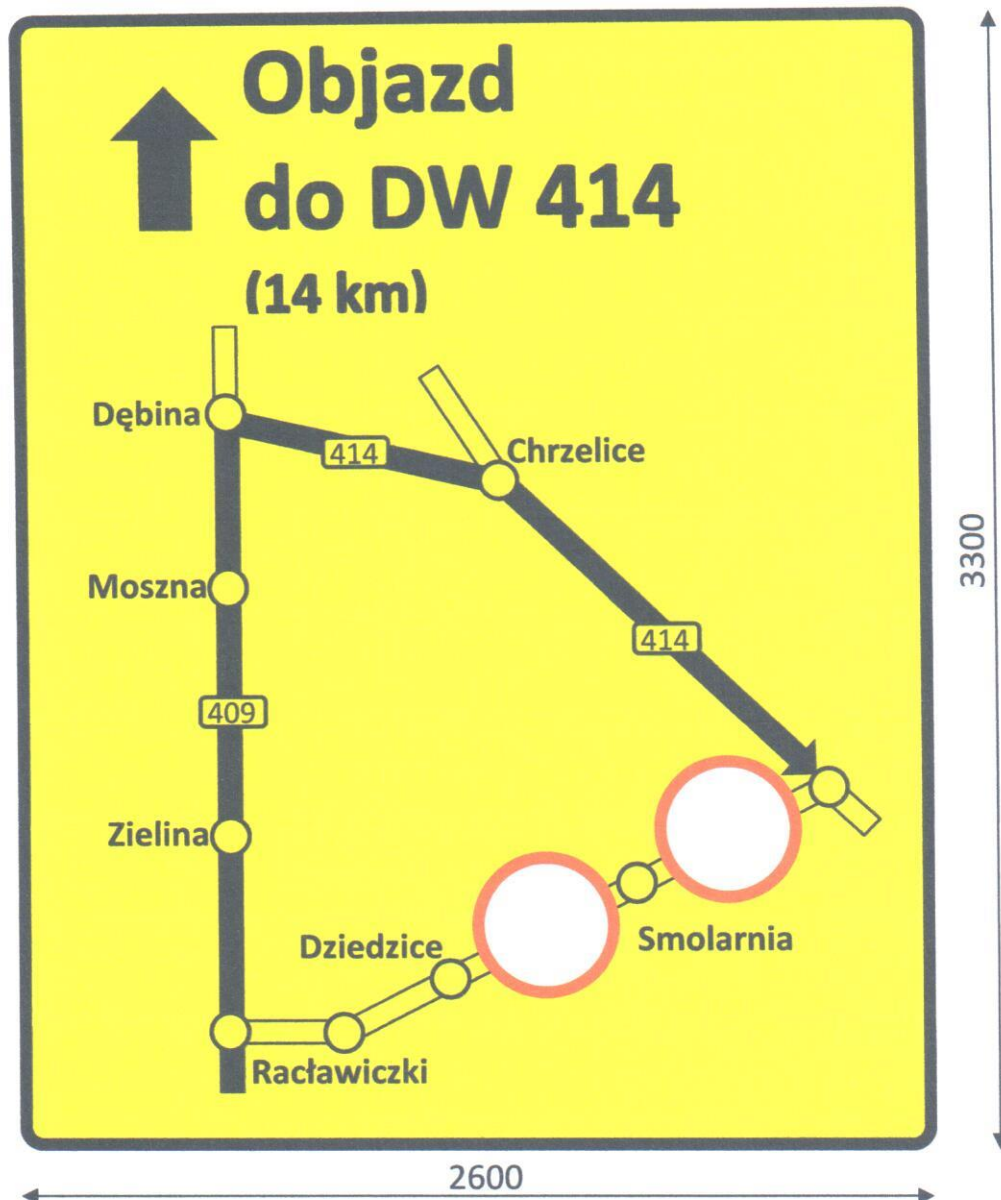 Objazd
do DW 414
(14 km)
Dębina
414
Chrzelice
Moszna
414
409
Zielina
Dziedzice
Smolarnia
Racławiczki
3300
2600